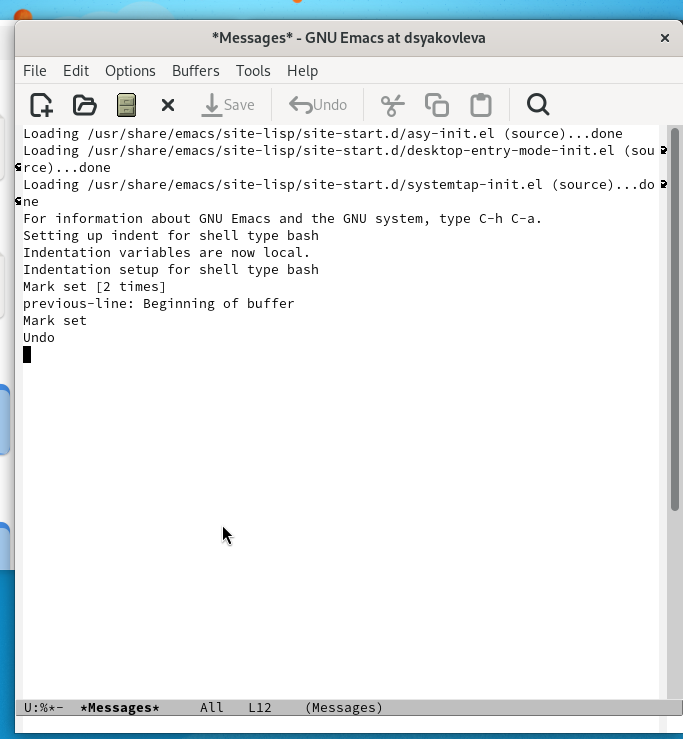 *Messages* - GNU Emacs at dsyakovleva
File Edit Options Buffers Tools Help
Save Undo
Loading /usr/share/emacs/site-lisp/site-start.d/asy-init.el (source)...done
Loading /usr/share/emacs/site-lisp/site-start.d/desktop-entry-mode-init.el (sou
rce)...done
Loading /usr/share/emacs/site-lisp/site-start.d/systemtap-init.el (source)...do
ne
For information about GNU Emacs and the GNU system, type C-h C-a.
Setting up indent for shell type bash
Indentation variables are now local.
Indentation setup for shell type bash
Mark set [2 times]
previous-line: Beginning of buffer
Mark set
Undo
U:%*- *Messages* All L12 (Messages)